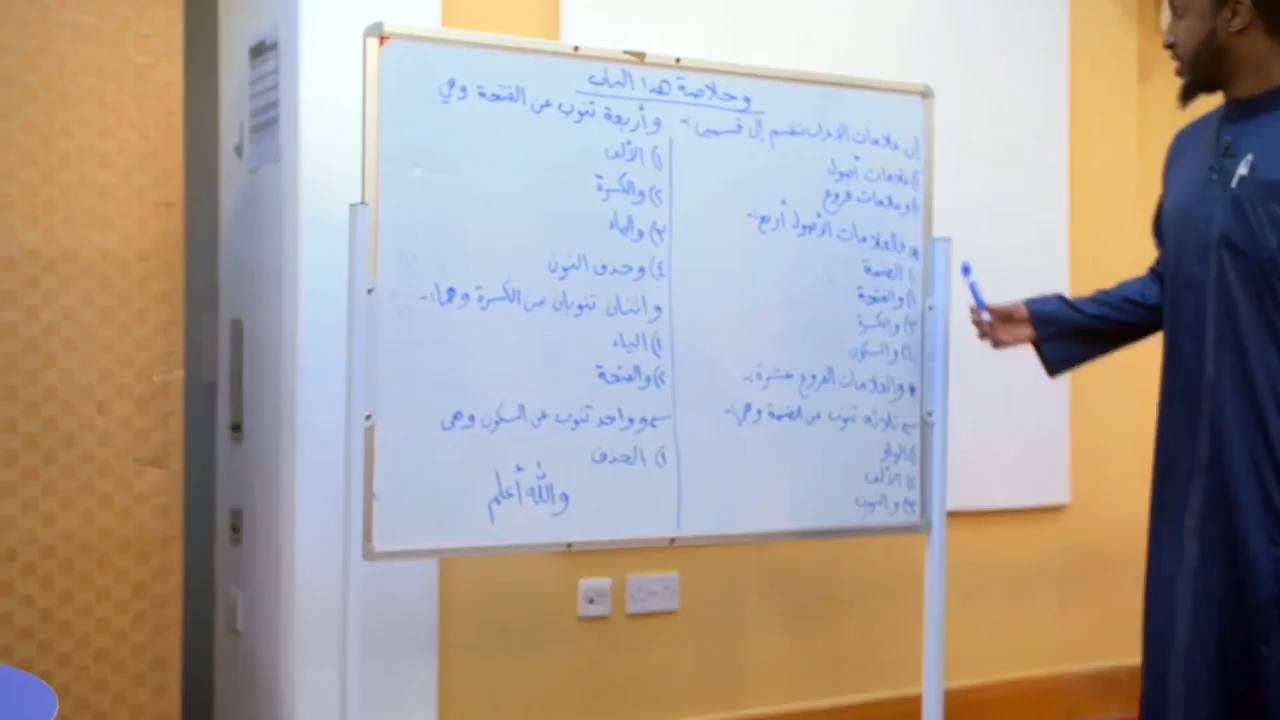 وخلاصة هذا الباب
إن علامات الإعراب تنقسم إلى قسمين :-
١) علامات أصول
٢) وعلامات فروع
* فالعلامات الأصول أربع :-
١) الضمة
٢) والفتحة
٣) والكسرة
٤) والسكون
* والعلامات الفروع عشرة :-
ثلاثة تنوب عن الضمة وهي :-
١) الواو
٢) الألف
٣) والنون
وأربعة تنوب عن الفتحة وهي
١) الألف
٢) والكسرة
٣) والياء
٤) وحذف النون
واثنان تنوبان عن الكسرة وهما :-
١) الياء
٢) والفتحة
وواحد تنوب عن السكون وهي
١) الحذف
والله أعلم